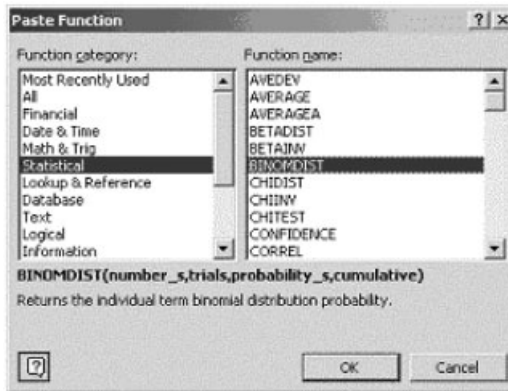 Paste Function
Function category:
Most Recently Used
All
Financial
Date & Time
Math & Trig
Statistical
Lookup & Reference
Database
Text
Logical
Information
Function name:
AVEDEV
AVERAGE
AVERAGEA
BETADIST
BETAINV
BINOMDIST
CHIDIST
CHIINV
CHITEST
CONFIDENCE
CORREL
BINOMDIST(number_s,trials,probability_s,cumulative)
Returns the individual term binomial distribution probability.
OK
Cancel